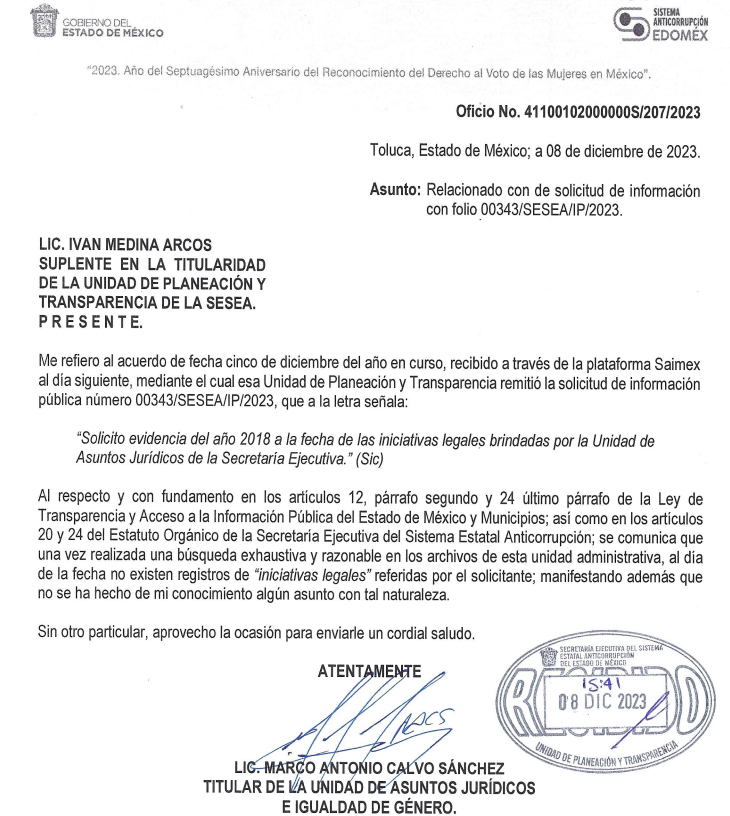 GOBIERNO DEL
ESTADO DE MÉXICO
SISTEMA
ANTICORRUPCIÓN
EDOMÉX
"2023. Año del Septuagésimo Aniversario del Reconocimiento del Derecho al Voto de las Mujeres en México".
Oficio No. 41100102000000S/207/2023
Toluca, Estado de México; a 08 de diciembre de 2023.
Asunto: Relacionado con de solicitud de información
con folio 00343/SESEA/IP/2023.
LIC. IVAN MEDINA ARCOS
SUPLENTE EN LA TITULARIDAD
DE LA UNIDAD DE PLANEACIÓN Y
TRANSPARENCIA DE LA SESEA.
P R E S E N T E.
Me refiero al acuerdo de fecha cinco de diciembre del año en curso, recibido a través de la plataforma Saimex
al día siguiente, mediante el cual esa Unidad de Planeación y Transparencia remitió la solicitud de información
pública número 00343/SESEA/IP/2023, que a la letra señala:
"Solicito evidencia del año 2018 a la fecha de las iniciativas legales brindadas por la Unidad de
Asuntos Jurídicos de la Secretaría Ejecutiva." (Sic)
Al respecto y con fundamento en los artículos 12, párrafo segundo y 24 último párrafo de la Ley de
Transparencia y Acceso a la Información Pública del Estado de México y Municipios; así como en los artículos
20 y 24 del Estatuto Orgánico de la Secretaría Ejecutiva del Sistema Estatal Anticorrupción; se comunica que
una vez realizada una búsqueda exhaustiva y razonable en los archivos de esta unidad administrativa, al día
de la fecha no existen registros de "iniciativas legales" referidas por el solicitante; manifestando además que
no se ha hecho de mi conocimiento algún asunto con tal naturaleza.
Sin otro particular, aprovecho la ocasión para enviarle un cordial saludo.
ATENTAMENTE
LIC. MARCO ANTONIO CALVO SÁNCHEZ
TITULAR DE LA UNIDAD DE ASUNTOS JURÍDICOS
E IGUALDAD DE GÉNERO.
SECRETARÍA EJECUTIVA DEL SISTEMA
ESTATAL ANTICORRUPCIÓN
DEL ESTADO DE MÉXICO
RECIBIDO
15:41
08 DIC 2023
UNIDAD DE PLANEACIÓN Y TRANSPARENCIA